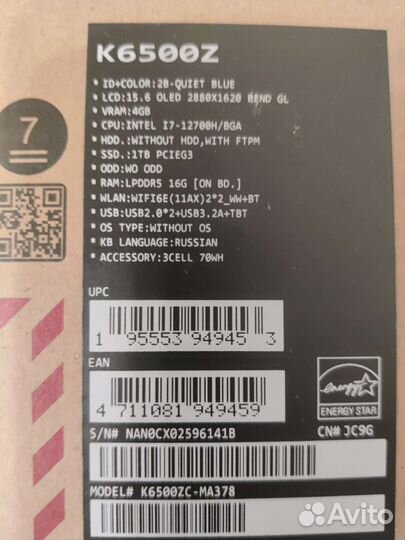 K6500Z
* ID+COLOR:2B-QUIET BLUE
* LCD:15.6 OLED 2880X1620 BEND GL
* VRAM:4GB
* CPU:INTEL I7-12700H/BGA
* HDD.:WITHOUT HDD,WITH FTPM
* SSD.:1TB PCIEG3
* ODD:WO ODD
* RAM:LPDDR5 16G [ON BD.]
* WLAN:WIFI6E(11AX)2*2_WW+BT
* USB:USB2.0*2+USB3.2A+TBT
* OS TYPE:WITHOUT OS
* KB LANGUAGE:RUSSIAN
* ACCESSORY:3CELL 70WH
7
UPC
1 95553 94945 3
EAN
4 711081 949459
energy
ENERGY STAR
S/N# NAN0CX02596141B
CN# JC9G
MODEL# K6500ZC-MA378
Avito